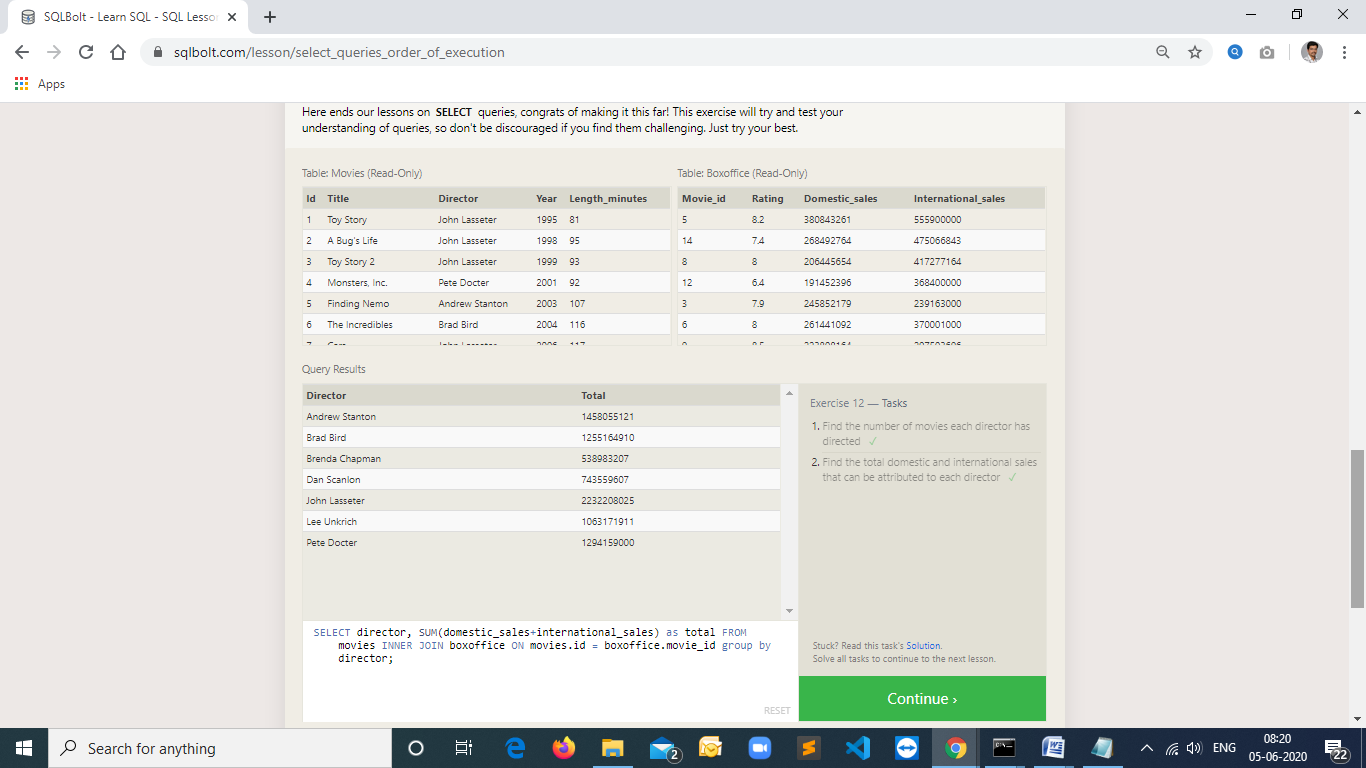 SQLBolt - Learn SQL - SQL Lesson
sqlbolt.com/lesson/select_queries_order_of_execution
Apps
Here ends our lessons on SELECT queries, congrats of making it this far! This exercise will try and test your
understanding of queries, so don't be discouraged if you find them challenging. Just try your best.
Table: Movies (Read-Only)
Id Title Director Year Length_minutes
1 Toy Story John Lasseter 1995 81
2 A Bug's Life John Lasseter 1998 95
3 Toy Story 2 John Lasseter 1999 93
4 Monsters, Inc. Pete Docter 2001 92
5 Finding Nemo Andrew Stanton 2003 107
6 The Incredibles Brad Bird 2004 116
7 Cars John Lasseter 2006 117
Table: Boxoffice (Read-Only)
Movie_id Rating Domestic_sales International_sales
5 8.2 380843261 555900000
14 7.4 268492764 475066843
8 8 206445654 417277164
12 6.4 191452396 368400000
3 7.9 245852179 239163000
6 8 261441092 370001000
Query Results
Director Total
Andrew Stanton 1458055121
Brad Bird 1255164910
Brenda Chapman 538983207
Dan Scanlon 743559607
John Lasseter 2232208025
Lee Unkrich 1063171911
Pete Docter 1294159000
SELECT director, SUM(domestic_sales+international_sales) as total FROM
movies INNER JOIN boxoffice ON movies.id = boxoffice.movie_id group by
director;
RESET
Exercise 12 — Tasks
1. Find the number of movies each director has
directed ✓
2. Find the total domestic and international sales
that can be attributed to each director ✓
Stuck? Read this task's Solution.
Solve all tasks to continue to the next lesson.
Continue ›
Search for anything
2
ENG
08:20
05-06-2020
22